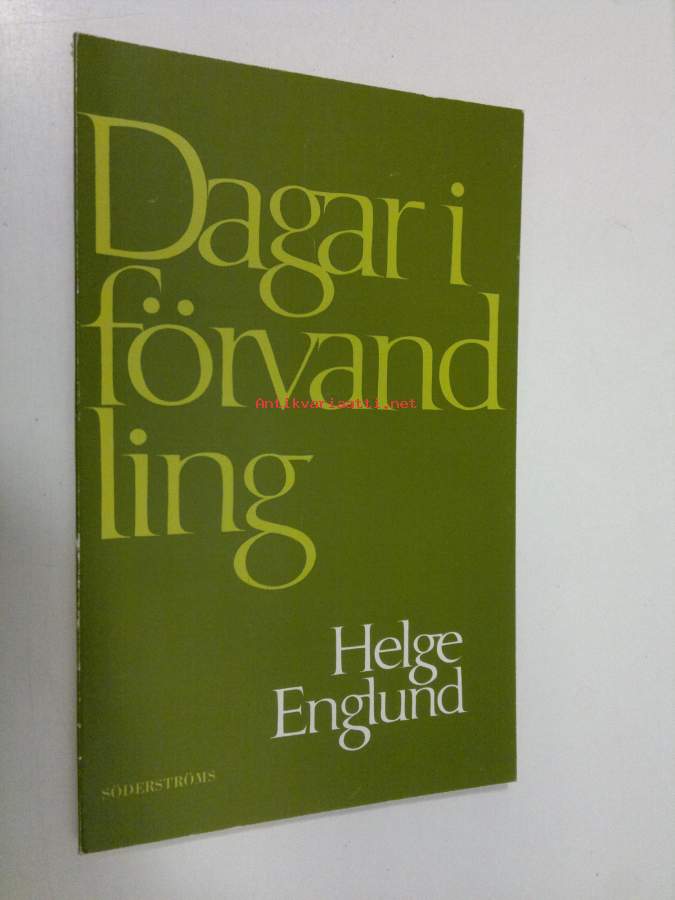 Dagar i
förvand
ling
Antikvariaatti.net
Helge
Englund
SÖDERSTRÖMS